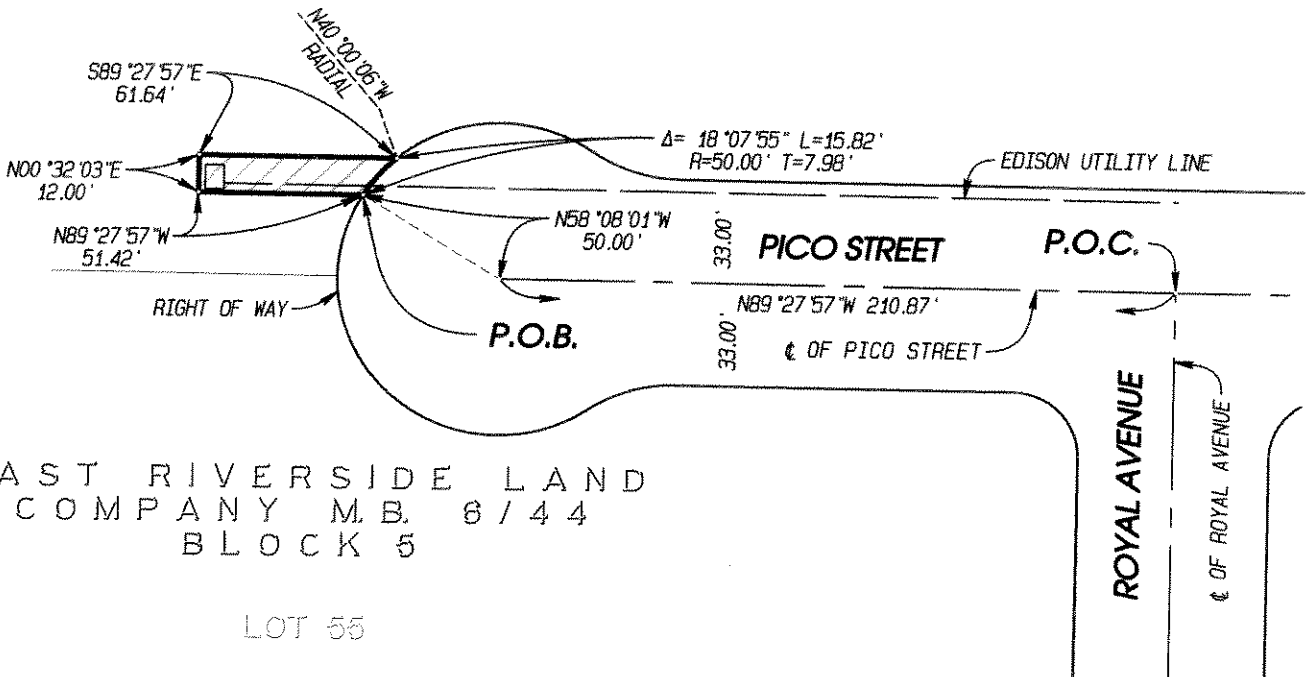 N40°00'06"W
RADIAL
S89°27'57"E
61.64'
N00°32'03"E
12.00'
N89°27'57"W
51.42'
Δ= 18°07'55" L=15.82'
R=50.00' T=7.98'
EDISON UTILITY LINE
N58°08'01"W
50.00'
33.00'
PICO STREET
P.O.C.
RIGHT OF WAY
P.O.B.
N89°27'57"W 210.87'
33.00'
℄ OF PICO STREET
ROYAL AVENUE
℄ OF ROYAL AVENUE
AST RIVERSIDE LAND
COMPANY M.B. 6/44
BLOCK 5
LOT 55